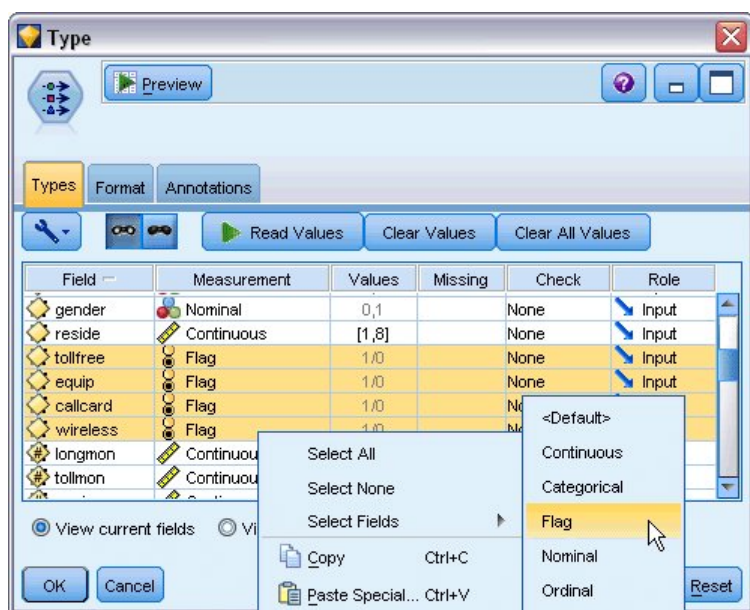 Type
Preview
Types Format Annotations
Read Values Clear Values Clear All Values
Field Measurement Values Missing Check Role
gender Nominal 0,1 None Input
reside Continuous [1,8] None Input
tollfree Flag 1/0 None Input
equip Flag 1/0 None Input
callcard Flag 1/0
wireless Flag 1/0
longmon Continuou
tollmon Continuou
Select All
Select None
Select Fields
Copy Ctrl+C
Paste Special... Ctrl+V
<Default>
Continuous
Categorical
Flag
Nominal
Ordinal
View current fields Vi
OK Cancel Reset